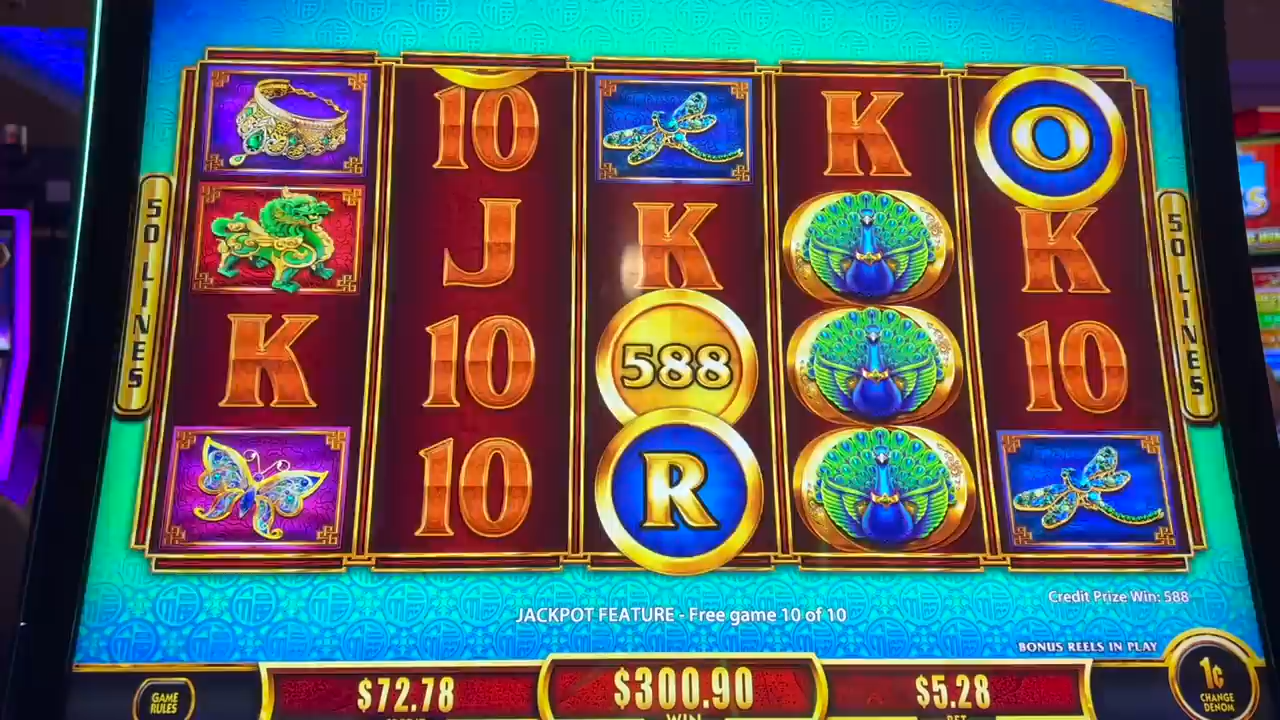 10
K
O
J
K
K
K
588
10
10
10
R
50 LINES
50 LINES
Credit Prize Win: 588
JACKPOT FEATURE - Free game 10 of 10
BONUS REELS IN PLAY
GAME RULES
$72.78
$300.90
WIN
$5.28
BET
1¢
CHANGE
DENOM